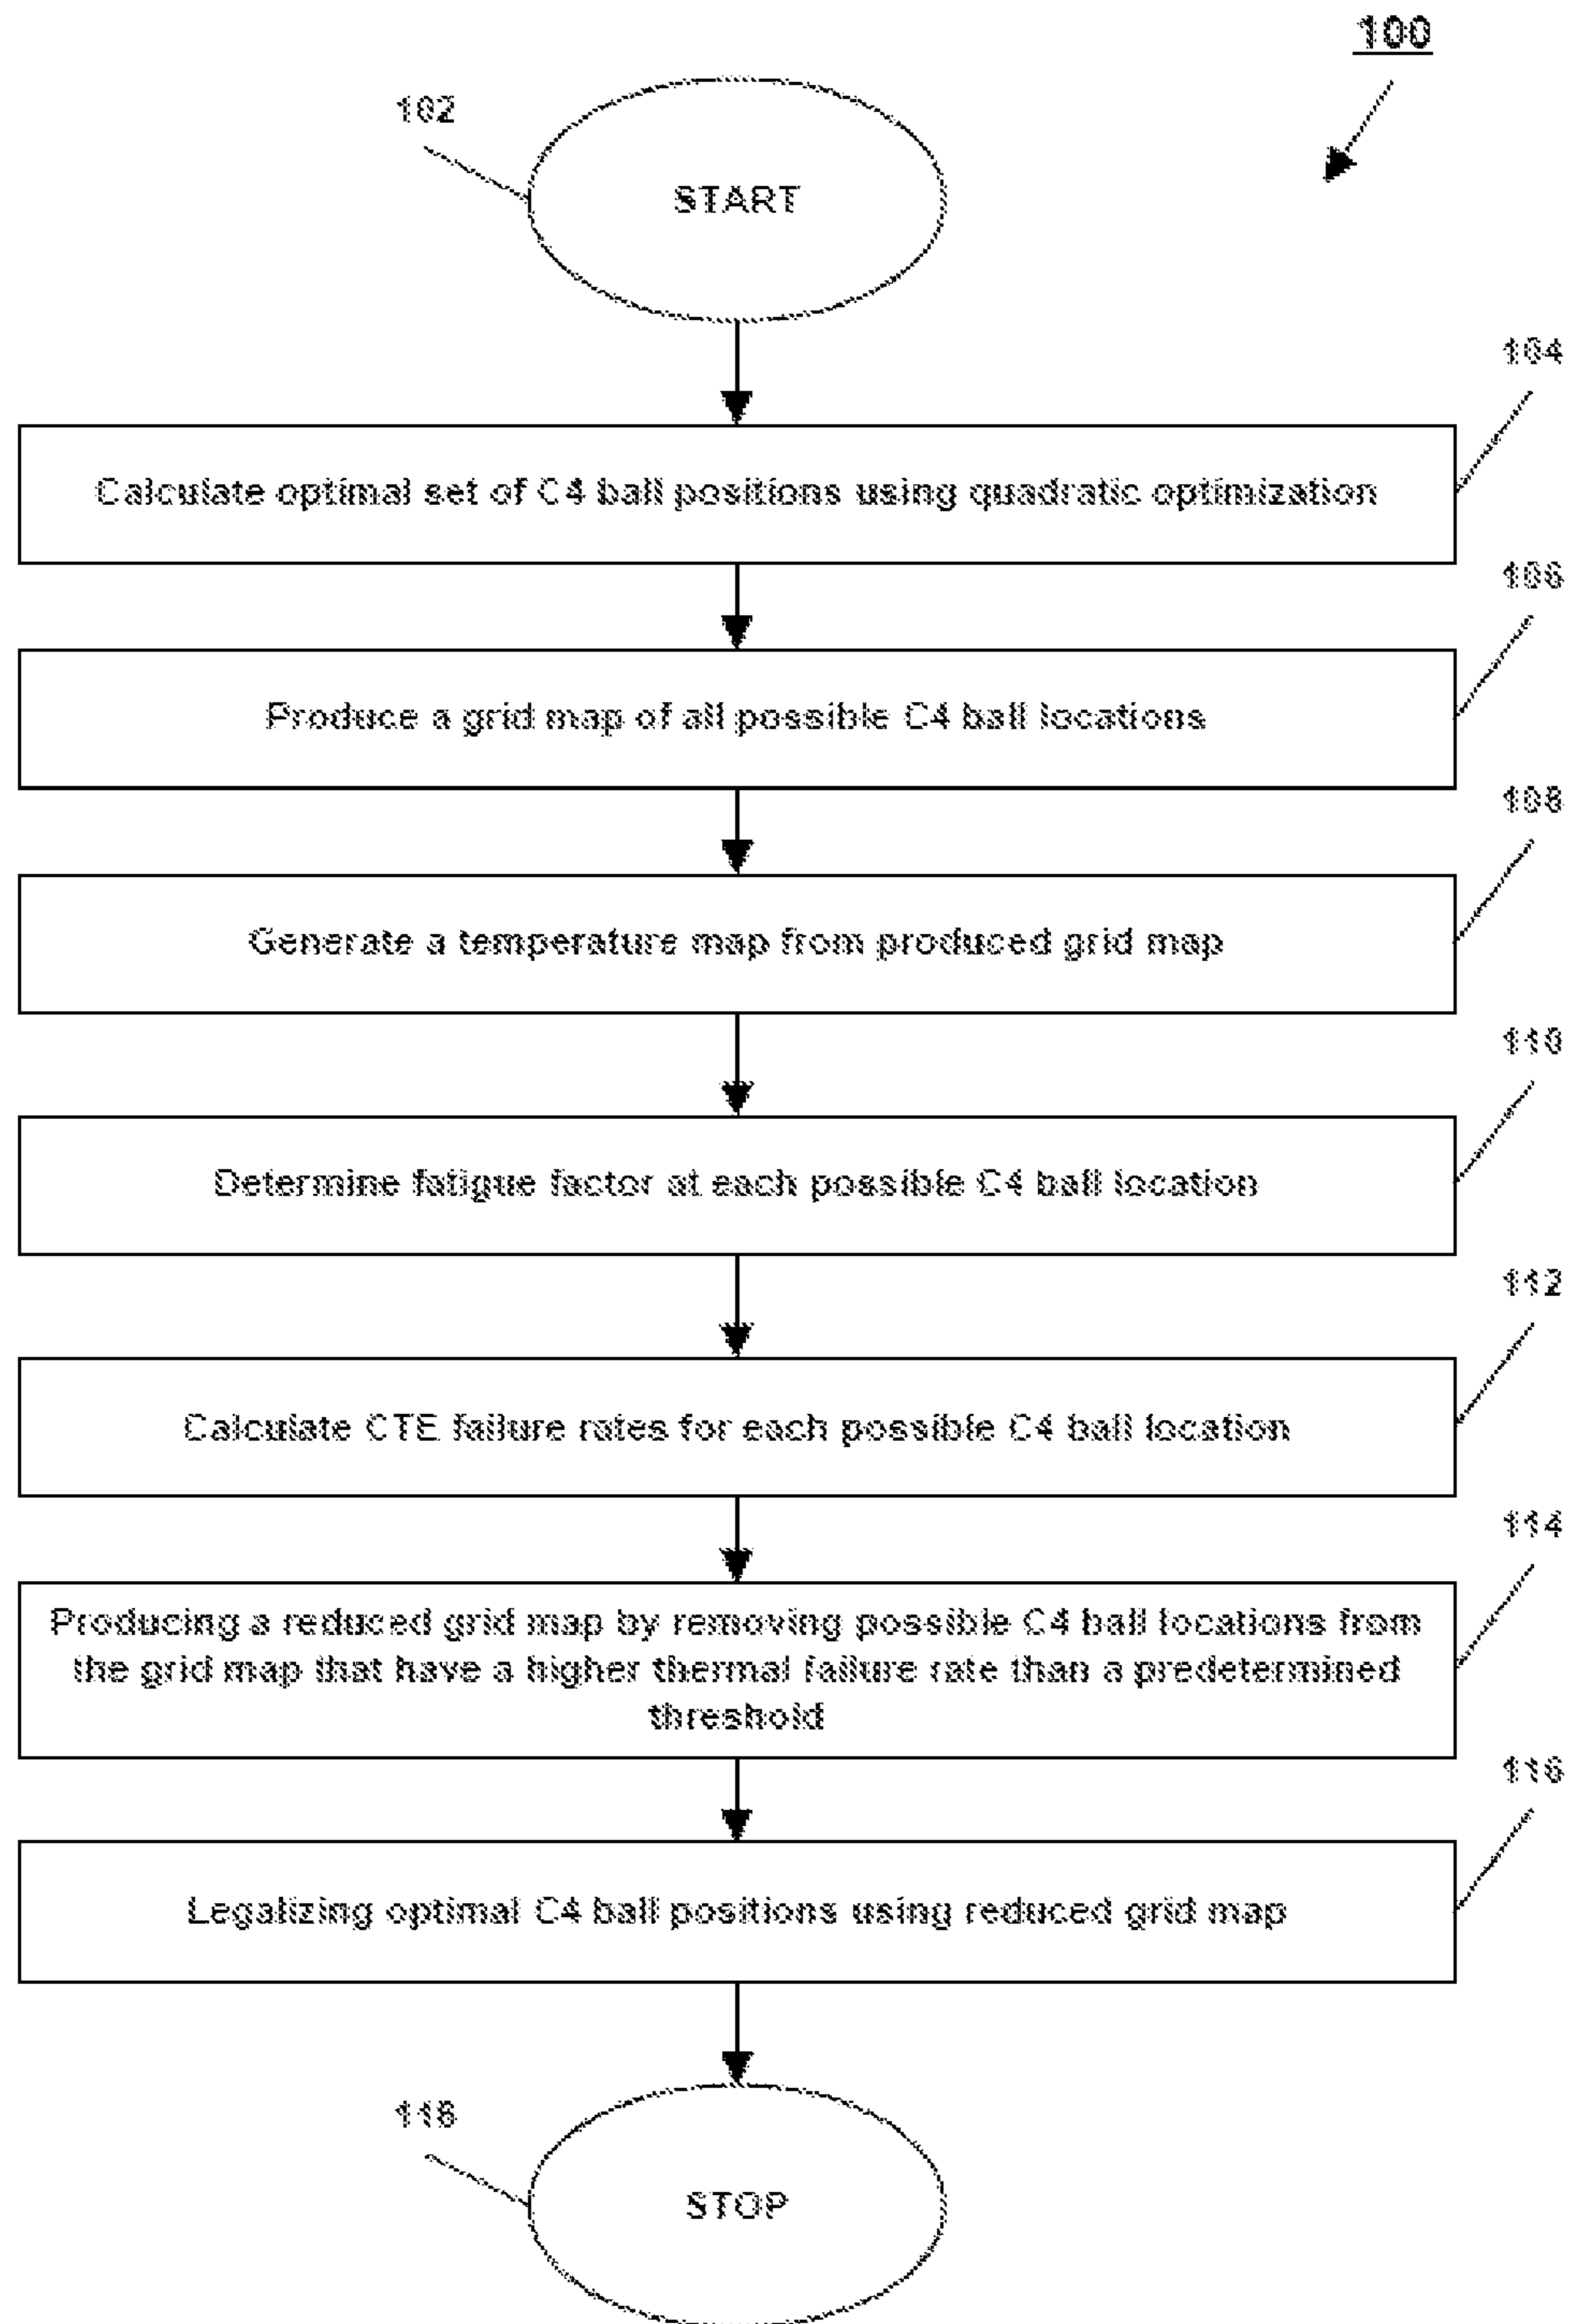 100
102
START
104
Calculate optimal set of C4 ball positions using quadratic optimization
106
Produce a grid map of all possible C4 ball locations
108
Generate a temperature map from produced grid map
110
Determine fatigue factor at each possible C4 ball location
112
Calculate CTE failure rates for each possible C4 ball location
114
Producing a reduced grid map by removing possible C4 ball locations from
the grid map that have a higher thermal failure rate than a predetermined
threshold
116
Legalizing optimal C4 ball positions using reduced grid map
118
STOP